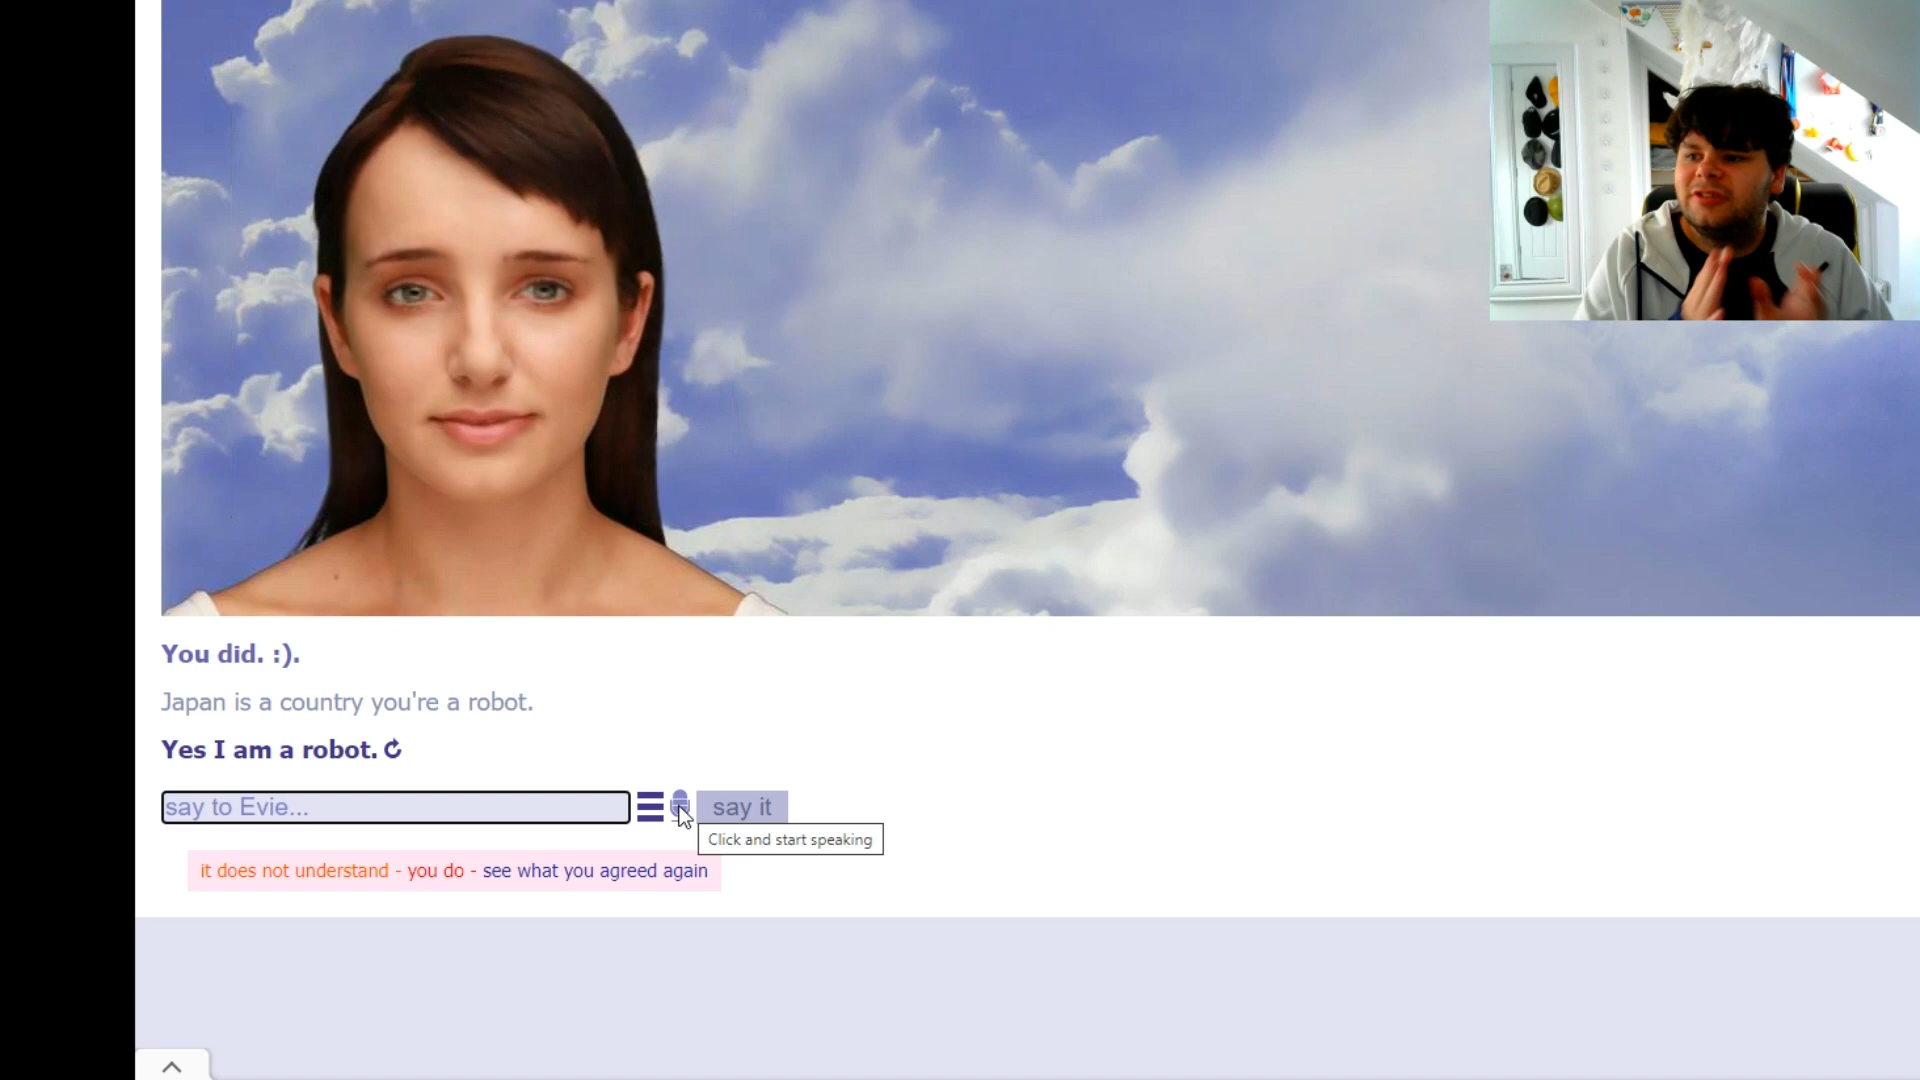 You did. :).
Japan is a country you're a robot.
Yes I am a robot.
say to Evie... say it
Click and start speaking
it does not understand - you do - see what you agreed again